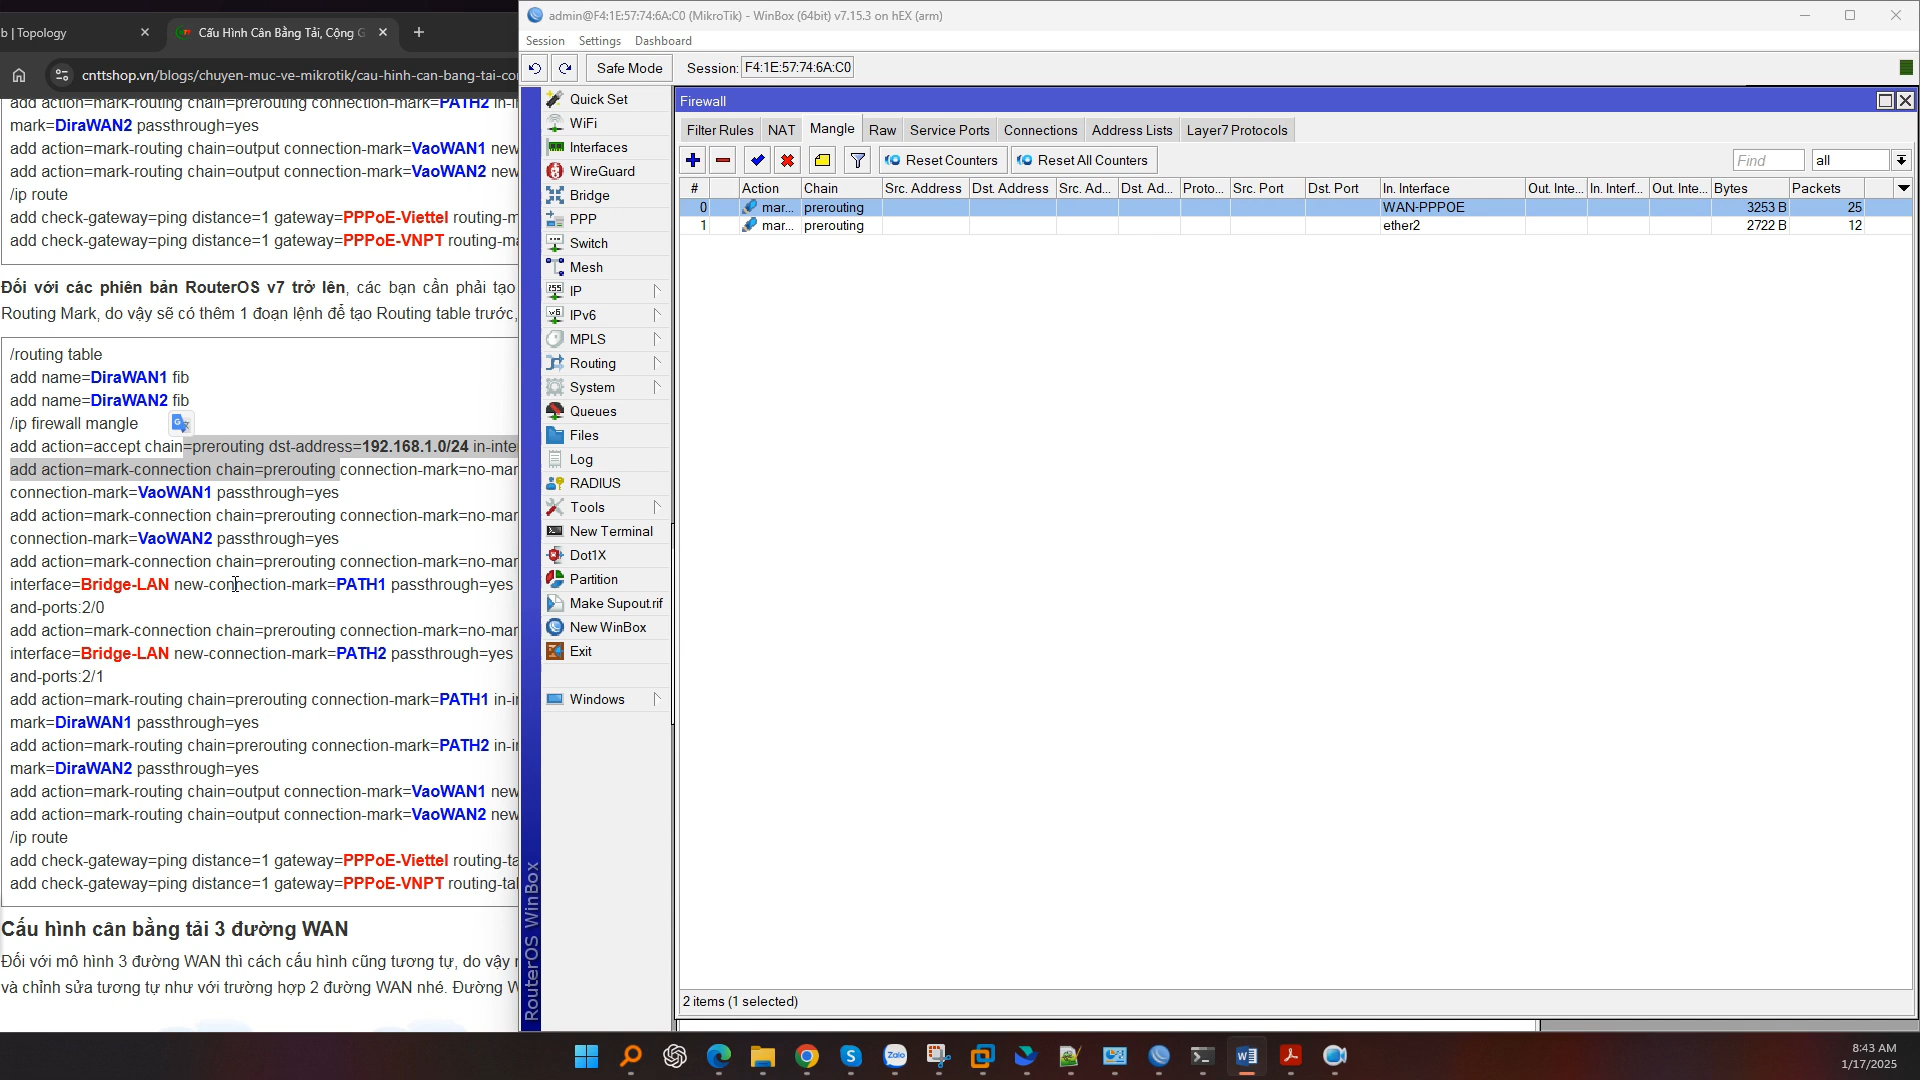 b | Topology
Cấu Hình Cân Bằng Tải, Cộng G
cnttshop.vn/blogs/chuyen-muc-ve-mikrotik/cau-hinh-can-bang-tai-co
add action=mark-routing chain=prerouting connection-mark=PATH2 in-i
mark=DiraWAN2 passthrough=yes
add action=mark-routing chain=output connection-mark=VaoWAN1 new
add action=mark-routing chain=output connection-mark=VaoWAN2 new
/ip route
add check-gateway=ping distance=1 gateway=PPPoE-Viettel routing-m
add check-gateway=ping distance=1 gateway=PPPoE-VNPT routing-ma
Đối với các phiên bản RouterOS v7 trở lên, các bạn cần phải tạo
Routing Mark, do vậy sẽ có thêm 1 đoạn lệnh để tạo Routing table trước,
/routing table
add name=DiraWAN1 fib
add name=DiraWAN2 fib
/ip firewall mangle
add action=accept chain=prerouting dst-address=192.168.1.0/24 in-inte
add action=mark-connection chain=prerouting connection-mark=no-mar
connection-mark=VaoWAN1 passthrough=yes
add action=mark-connection chain=prerouting connection-mark=no-mar
connection-mark=VaoWAN2 passthrough=yes
add action=mark-connection chain=prerouting connection-mark=no-mar
interface=Bridge-LAN new-connection-mark=PATH1 passthrough=yes
and-ports:2/0
add action=mark-connection chain=prerouting connection-mark=no-mar
interface=Bridge-LAN new-connection-mark=PATH2 passthrough=yes
and-ports:2/1
add action=mark-routing chain=prerouting connection-mark=PATH1 in-i
mark=DiraWAN1 passthrough=yes
add action=mark-routing chain=prerouting connection-mark=PATH2 in-i
mark=DiraWAN2 passthrough=yes
add action=mark-routing chain=output connection-mark=VaoWAN1 new
add action=mark-routing chain=output connection-mark=VaoWAN2 new
/ip route
add check-gateway=ping distance=1 gateway=PPPoE-Viettel routing-ta
add check-gateway=ping distance=1 gateway=PPPoE-VNPT routing-tal
Cấu hình cân bằng tải 3 đường WAN
Đối với mô hình 3 đường WAN thì cách cấu hình cũng tương tự, do vậy
và chỉnh sửa tương tự như với trường hợp 2 đường WAN nhé. Đường W
admin@F4:1E:57:74:6A:C0 (MikroTik) - WinBox (64bit) v7.15.3 on hEX (arm)
Session Settings Dashboard
Safe Mode Session: F4:1E:57:74:6A:C0
Quick Set
WiFi
Interfaces
WireGuard
Bridge
PPP
Switch
Mesh
IP
IPv6
MPLS
Routing
System
Queues
Files
Log
RADIUS
Tools
New Terminal
Dot1X
Partition
Make Supout.rif
New WinBox
Exit
Windows
RouterOS WinBox
Firewall
Filter Rules NAT Mangle Raw Service Ports Connections Address Lists Layer7 Protocols
Reset Counters Reset All Counters Find all
# Action Chain Src. Address Dst. Address Src. Ad... Dst. Ad... Proto... Src. Port Dst. Port In. Interface Out. Inte... In. Interf... Out. Inte... Bytes Packets
0 mar... prerouting WAN-PPPOE 3253 B 25
1 mar... prerouting ether2 2722 B 12
2 items (1 selected)
Zalo
8:43 AM
1/17/2025